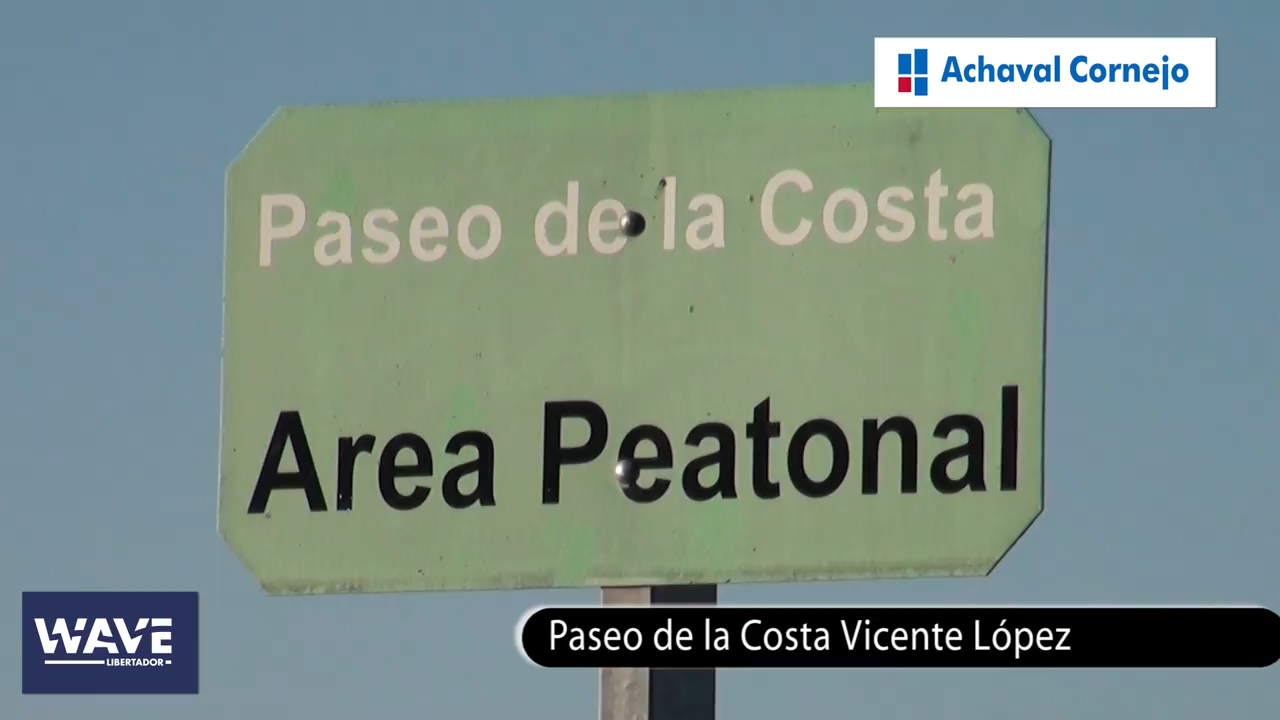 Achaval Cornejo
Paseo de la Costa
Area Peatonal
Paseo de la Costa Vicente López
WAVE
LIBERTADOR